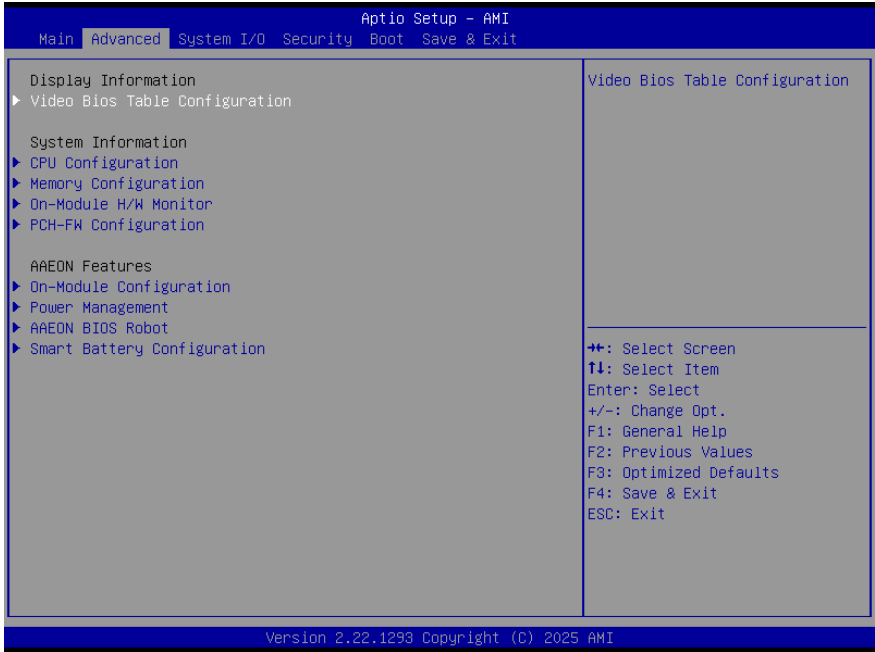 Aptio Setup - AMI
Main Advanced System I/O Security Boot Save & Exit
Display Information
Video Bios Table Configuration
System Information
CPU Configuration
Memory Configuration
On-Module H/W Monitor
PCH-FW Configuration
AAEON Features
On-Module Configuration
Power Management
AAEON BIOS Robot
Smart Battery Configuration
Video Bios Table Configuration
→←: Select Screen
↑↓: Select Item
Enter: Select
+/-: Change Opt.
F1: General Help
F2: Previous Values
F3: Optimized Defaults
F4: Save & Exit
ESC: Exit
Version 2.22.1293 Copyright (C) 2025 AMI